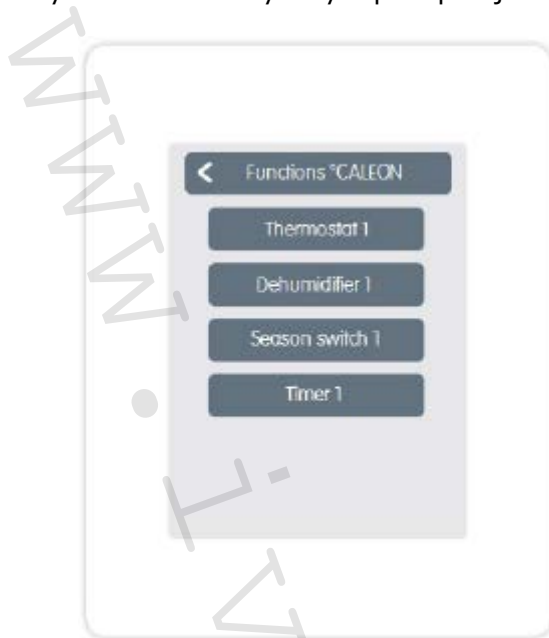 Functions °CALEON
Thermostat 1
Dehumidifier 1
Season switch 1
Timer 1